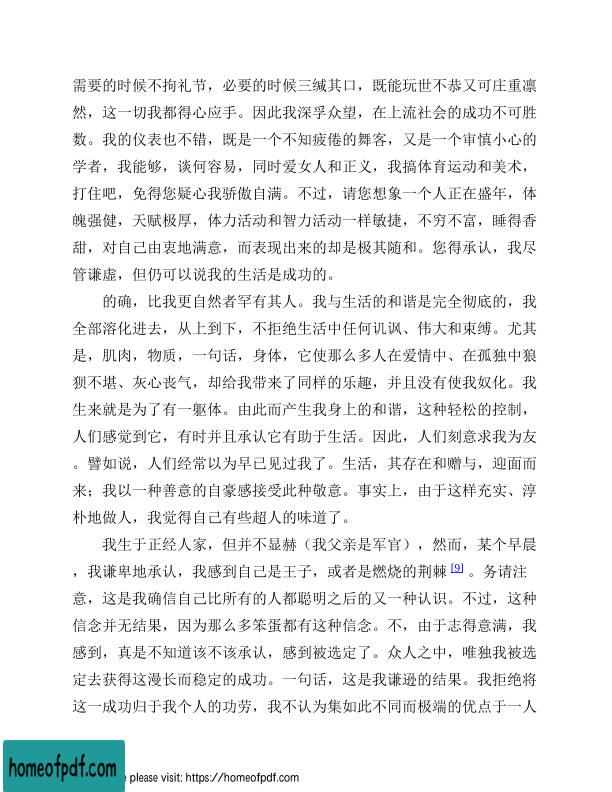 需要的时候不拘礼节，必要的时候三缄其口，既能玩世不恭又可庄重凛
然，这一切我都得心应手。因此我深孚众望，在上流社会的成功不可胜
数。我的仪表也不错，既是一个不知疲倦的舞客，又是一个审慎小心的
学者，我能够，谈何容易，同时爱女人和正义，我搞体育运动和美术，
打住吧，免得您疑心我骄傲自满。不过，请您想象一个人正在盛年，体
魄强健，天赋极厚，体力活动和智力活动一样敏捷，不穷不富，睡得香
甜，对自己由衷地满意，而表现出来的却是极其随和。您得承认，我尽
管谦虚，但仍可以说我的生活是成功的。
的确，比我更自然者罕有其人。我与生活的和谐是完全彻底的，我
全部溶化进去，从上到下，不拒绝生活中任何讥讽、伟大和束缚。尤其
是，肌肉，物质，一句话，身体，它使那么多人在爱情中、在孤独中狼
狈不堪、灰心丧气，却给我带来了同样的乐趣，并且没有使我奴化。我
生来就是为了有一躯体。由此而产生我身上的和谐，这种轻松的控制，
人们感觉到它，有时并且承认它有助于生活。因此，人们刻意求我为友
。譬如说，人们经常以为早已见过我了。生活，其存在和赠与，迎面而
来；我以一种善意的自豪感接受此种敬意。事实上，由于这样充实、淳
朴地做人，我觉得自己有些超人的味道了。
我生于正经人家，但并不显赫（我父亲是军官），然而，某个早晨
，我谦卑地承认，我感到自己是王子，或者是燃烧的荆棘 [9] 。务请注
意，这是我确信自己比所有的人都聪明之后的又一种认识。不过，这种
信念并无结果，因为那么多笨蛋都有这种信念。不，由于志得意满，我
感到，真是不知道该不该承认，感到被选定了。众人之中，唯独我被选
定去获得这漫长而稳定的成功。一句话，这是我谦逊的结果。我拒绝将
这一成功归于我个人的功劳，我不认为集如此不同而极端的优点于一人
homeofpdf.com
e please visit: https://homeofpdf.com